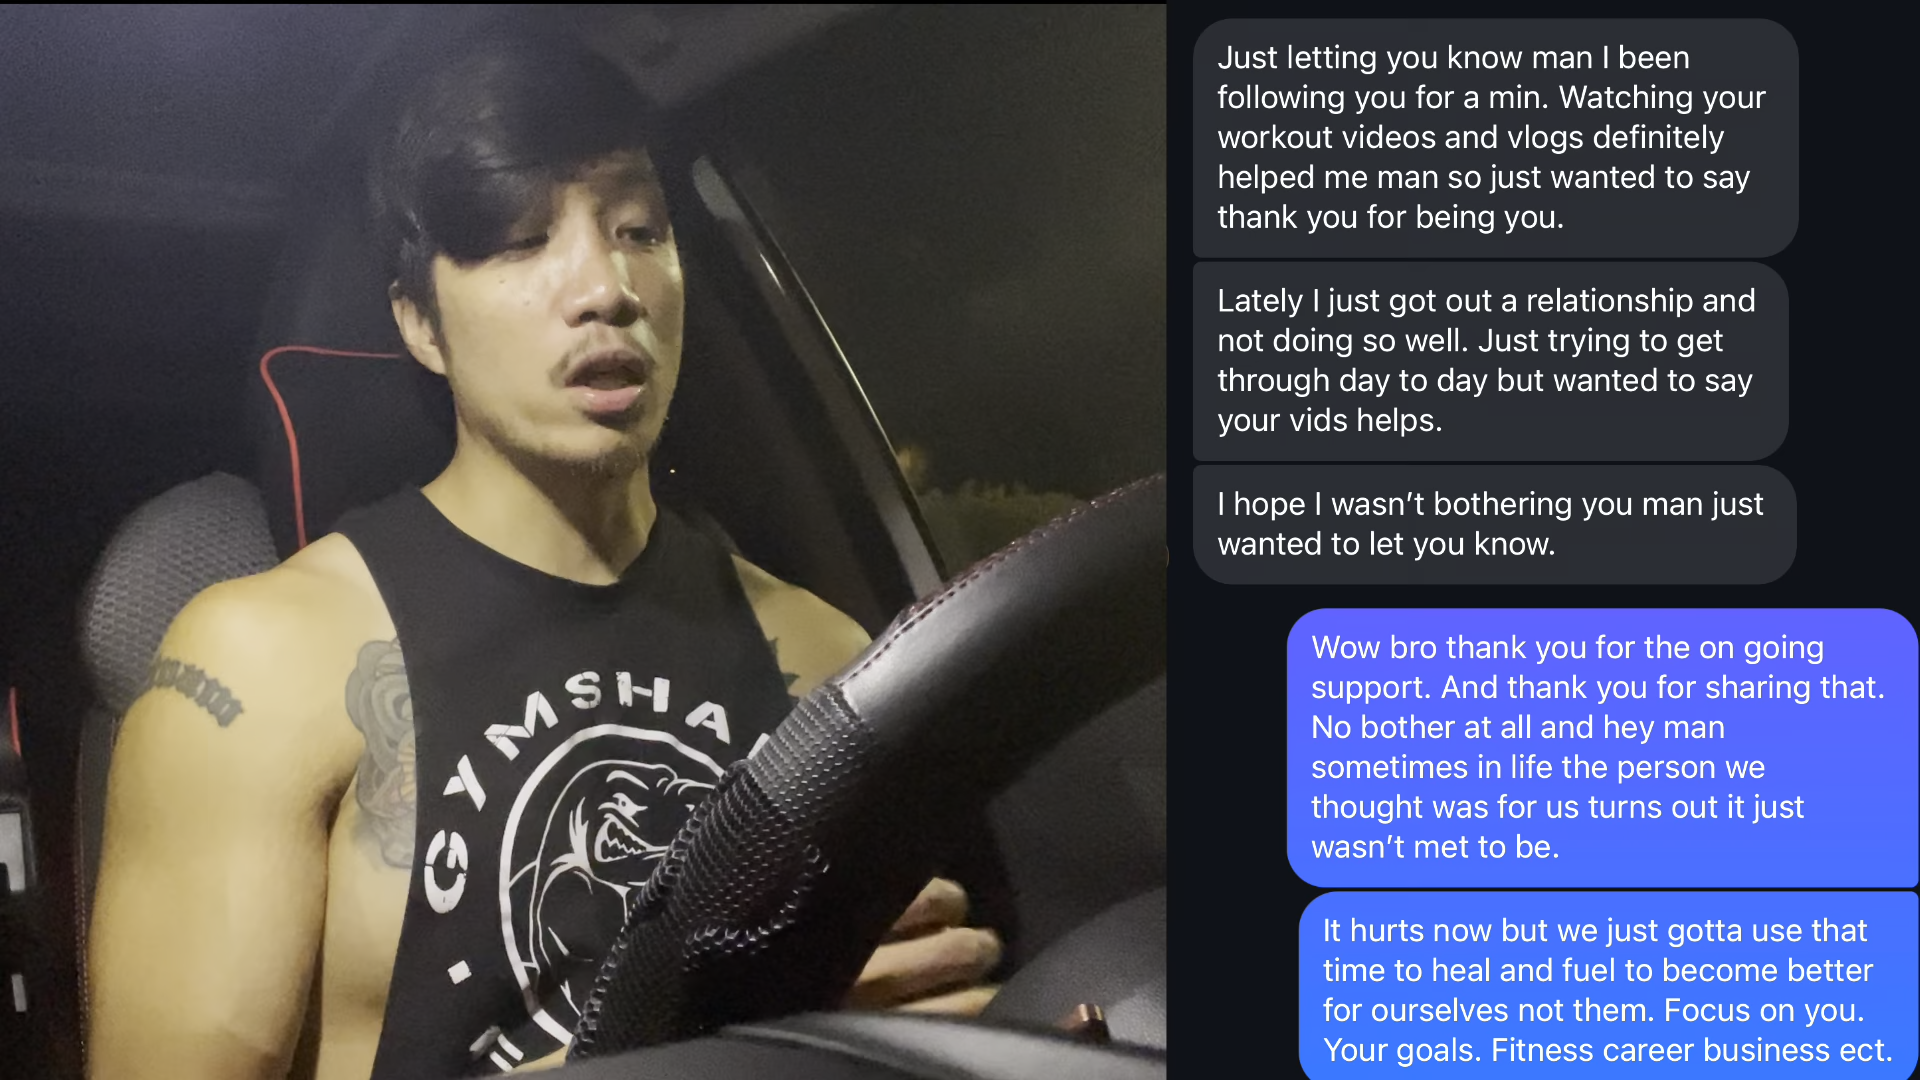 GYMSHA
Just letting you know man I been
following you for a min. Watching your
workout videos and vlogs definitely
helped me man so just wanted to say
thank you for being you.
Lately I just got out a relationship and
not doing so well. Just trying to get
through day to day but wanted to say
your vids helps.
I hope I wasn’t bothering you man just
wanted to let you know.
Wow bro thank you for the on going
support. And thank you for sharing that.
No bother at all and hey man
sometimes in life the person we
thought was for us turns out it just
wasn’t met to be.
It hurts now but we just gotta use that
time to heal and fuel to become better
for ourselves not them. Focus on you.
Your goals. Fitness career business ect.